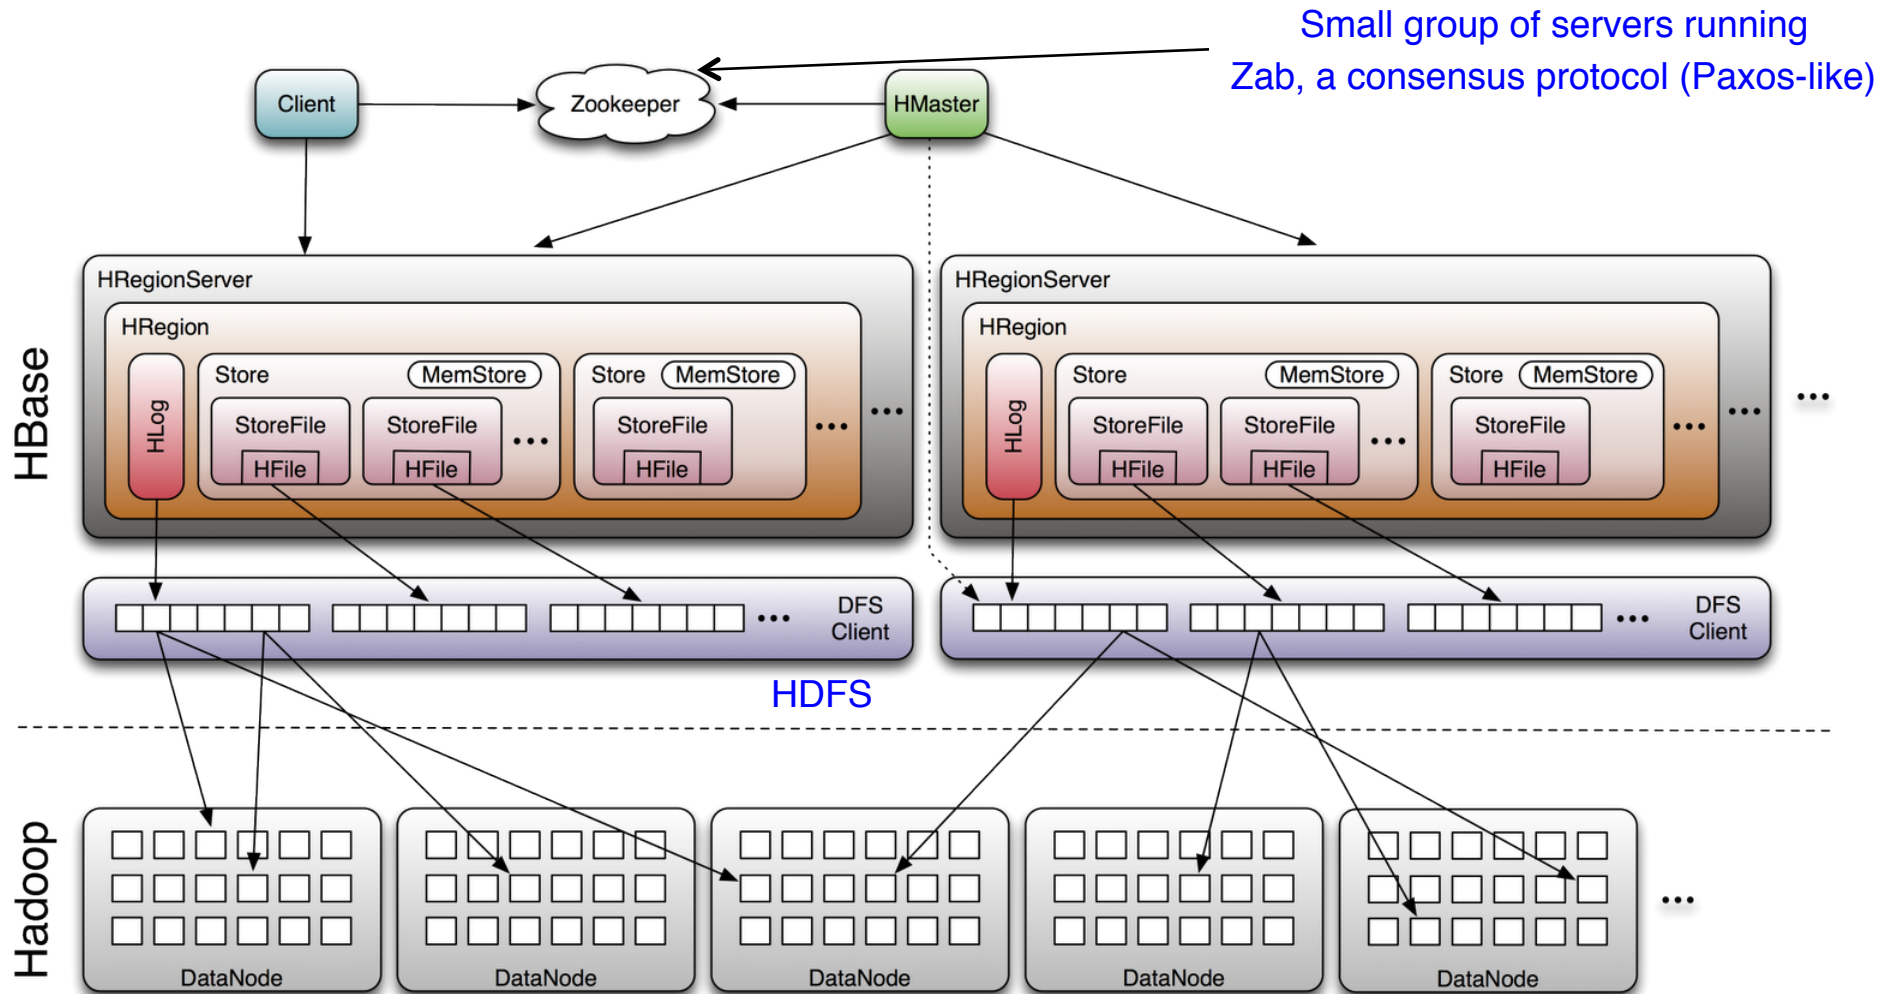 Small group of servers running
Zab, a consensus protocol (Paxos-like)
Client
Zookeeper
HMaster
HBase
HRegionServer
HRegion
HLog
Store
MemStore
StoreFile
HFile
StoreFile
HFile
...
Store
MemStore
StoreFile
HFile
...
...
HRegionServer
HRegion
HLog
Store
MemStore
StoreFile
HFile
StoreFile
HFile
...
Store
MemStore
StoreFile
HFile
...
...
...
...
DFS
Client
...
DFS
Client
HDFS
Hadoop
DataNode
DataNode
DataNode
DataNode
DataNode
...